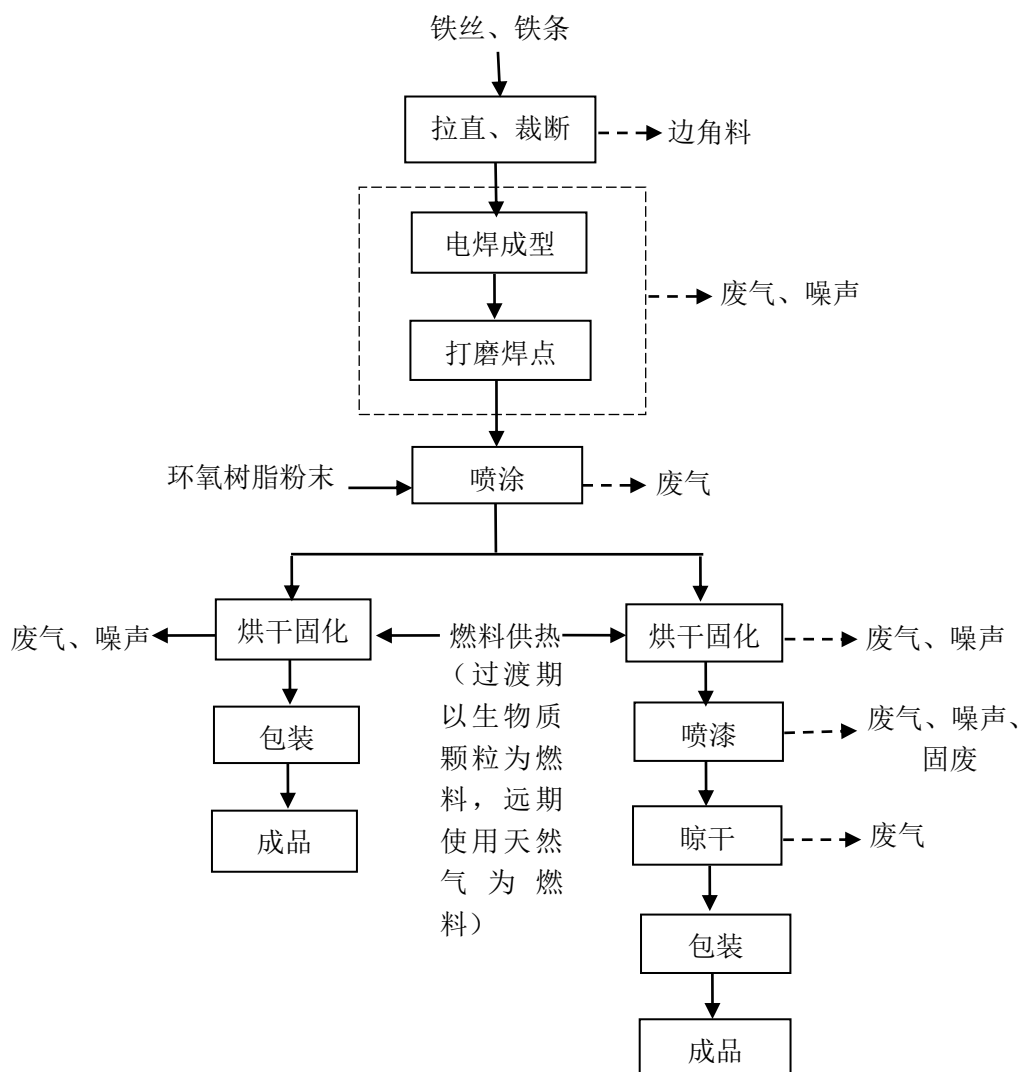 铁丝、铁条
拉直、裁断
边角料
电焊成型
废气、噪声
打磨焊点
环氧树脂粉末
喷涂
废气
废气、噪声
烘干固化
燃料供热
（过渡期
以生物质
颗粒为燃
料，远期
使用天然
气为燃
料）
烘干固化
废气、噪声
包装
喷漆
废气、噪声、
固废
成品
晾干
废气
包装
成品